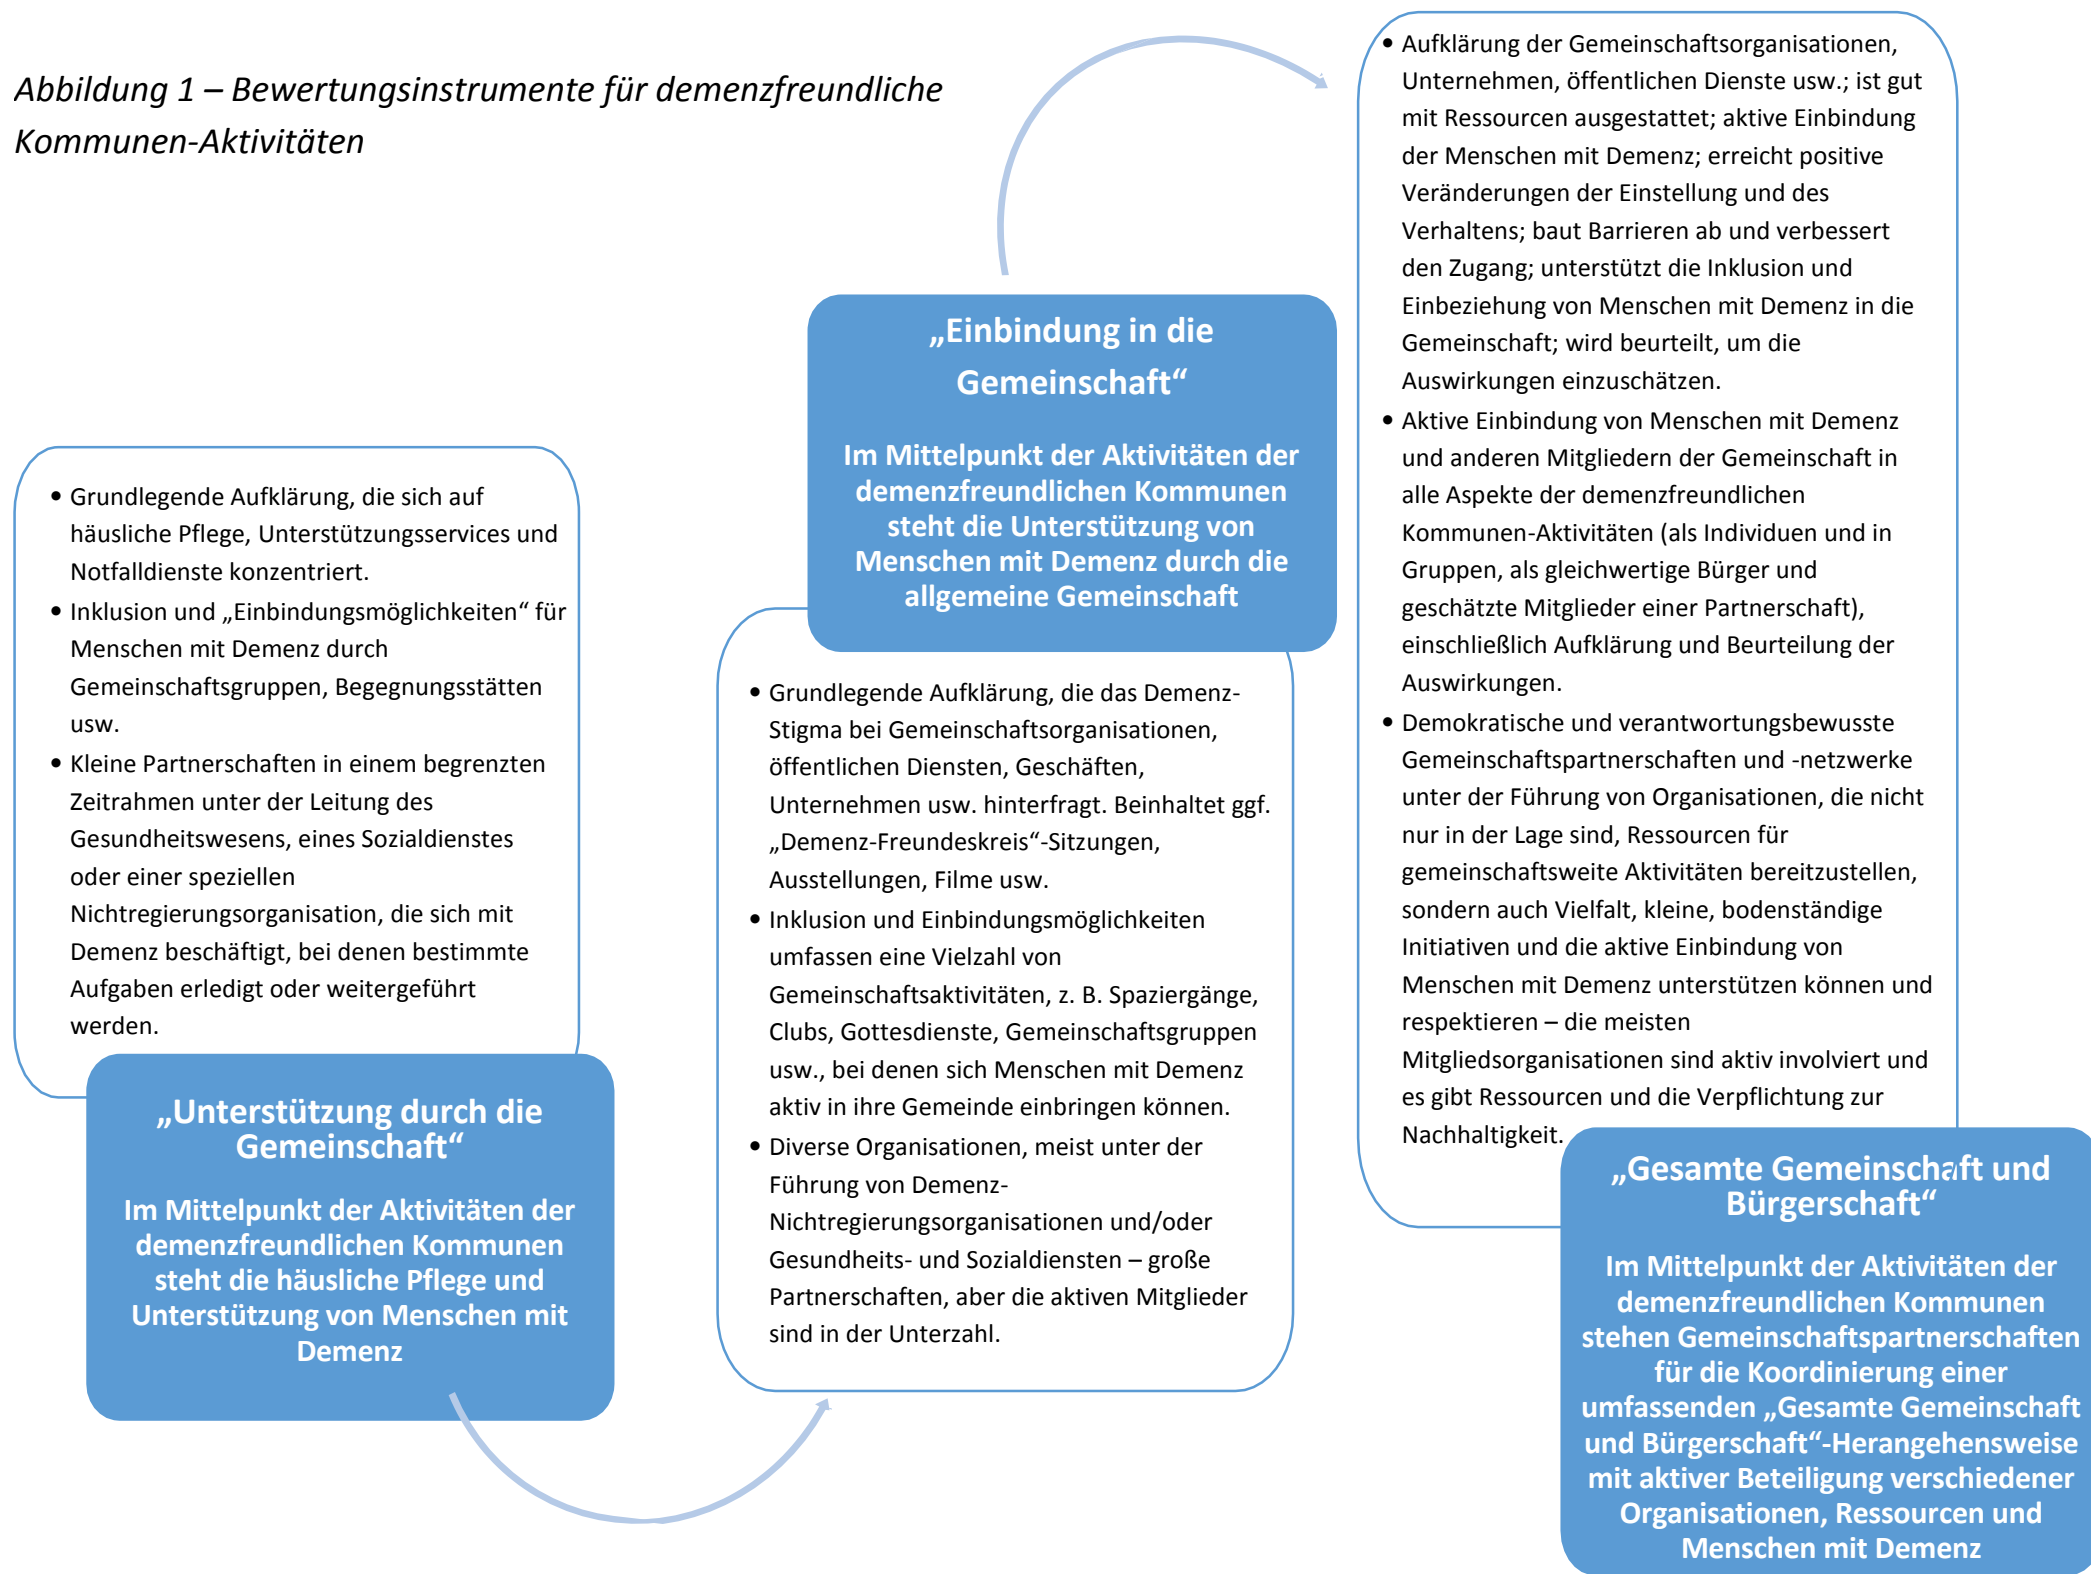 Abbildung 1 – Bewertungsinstrumente für demenzfreundliche
Kommunen-Aktivitäten
• Grundlegende Aufklärung, die sich auf
häusliche Pflege, Unterstützungsservices und
Notfalldienste konzentriert.
• Inklusion und „Einbindungsmöglichkeiten“ für
Menschen mit Demenz durch
Gemeinschaftsgruppen, Begegnungsstätten
usw.
• Kleine Partnerschaften in einem begrenzten
Zeitrahmen unter der Leitung des
Gesundheitswesens, eines Sozialdienstes
oder einer speziellen
Nichtregierungsorganisation, die sich mit
Demenz beschäftigt, bei denen bestimmte
Aufgaben erledigt oder weitergeführt
werden.
„Unterstützung durch die
Gemeinschaft“
Im Mittelpunkt der Aktivitäten der
demenzfreundlichen Kommunen
steht die häusliche Pflege und
Unterstützung von Menschen mit
Demenz
„Einbindung in die
Gemeinschaft“
Im Mittelpunkt der Aktivitäten der
demenzfreundlichen Kommunen
steht die Unterstützung von
Menschen mit Demenz durch die
allgemeine Gemeinschaft
• Grundlegende Aufklärung, die das Demenz-
Stigma bei Gemeinschaftsorganisationen,
öffentlichen Diensten, Geschäften,
Unternehmen usw. hinterfragt. Beinhaltet ggf.
„Demenz-Freundeskreis“-Sitzungen,
Ausstellungen, Filme usw.
• Inklusion und Einbindungsmöglichkeiten
umfassen eine Vielzahl von
Gemeinschaftsaktivitäten, z. B. Spaziergänge,
Clubs, Gottesdienste, Gemeinschaftsgruppen
usw., bei denen sich Menschen mit Demenz
aktiv in ihre Gemeinde einbringen können.
• Diverse Organisationen, meist unter der
Führung von Demenz-
Nichtregierungsorganisationen und/oder
Gesundheits- und Sozialdiensten – große
Partnerschaften, aber die aktiven Mitglieder
sind in der Unterzahl.
• Aufklärung der Gemeinschaftsorganisationen,
Unternehmen, öffentlichen Dienste usw.; ist gut
mit Ressourcen ausgestattet; aktive Einbindung
der Menschen mit Demenz; erreicht positive
Veränderungen der Einstellung und des
Verhaltens; baut Barrieren ab und verbessert
den Zugang; unterstützt die Inklusion und
Einbeziehung von Menschen mit Demenz in die
Gemeinschaft; wird beurteilt, um die
Auswirkungen einzuschätzen.
• Aktive Einbindung von Menschen mit Demenz
und anderen Mitgliedern der Gemeinschaft in
alle Aspekte der demenzfreundlichen
Kommunen-Aktivitäten (als Individuen und in
Gruppen, als gleichwertige Bürger und
geschätzte Mitglieder einer Partnerschaft),
einschließlich Aufklärung und Beurteilung der
Auswirkungen.
• Demokratische und verantwortungsbewusste
Gemeinschaftspartnerschaften und -netzwerke
unter der Führung von Organisationen, die nicht
nur in der Lage sind, Ressourcen für
gemeinschaftsweite Aktivitäten bereitzustellen,
sondern auch Vielfalt, kleine, bodenständige
Initiativen und die aktive Einbindung von
Menschen mit Demenz unterstützen können und
respektieren – die meisten
Mitgliedsorganisationen sind aktiv involviert und
es gibt Ressourcen und die Verpflichtung zur
Nachhaltigkeit.
„Gesamte Gemeinschaft und
Bürgerschaft“
Im Mittelpunkt der Aktivitäten der
demenzfreundlichen Kommunen
stehen Gemeinschaftspartnerschaften
für die Koordinierung einer
umfassenden „Gesamte Gemeinschaft
und Bürgerschaft“-Herangehensweise
mit aktiver Beteiligung verschiedener
Organisationen, Ressourcen und
Menschen mit Demenz